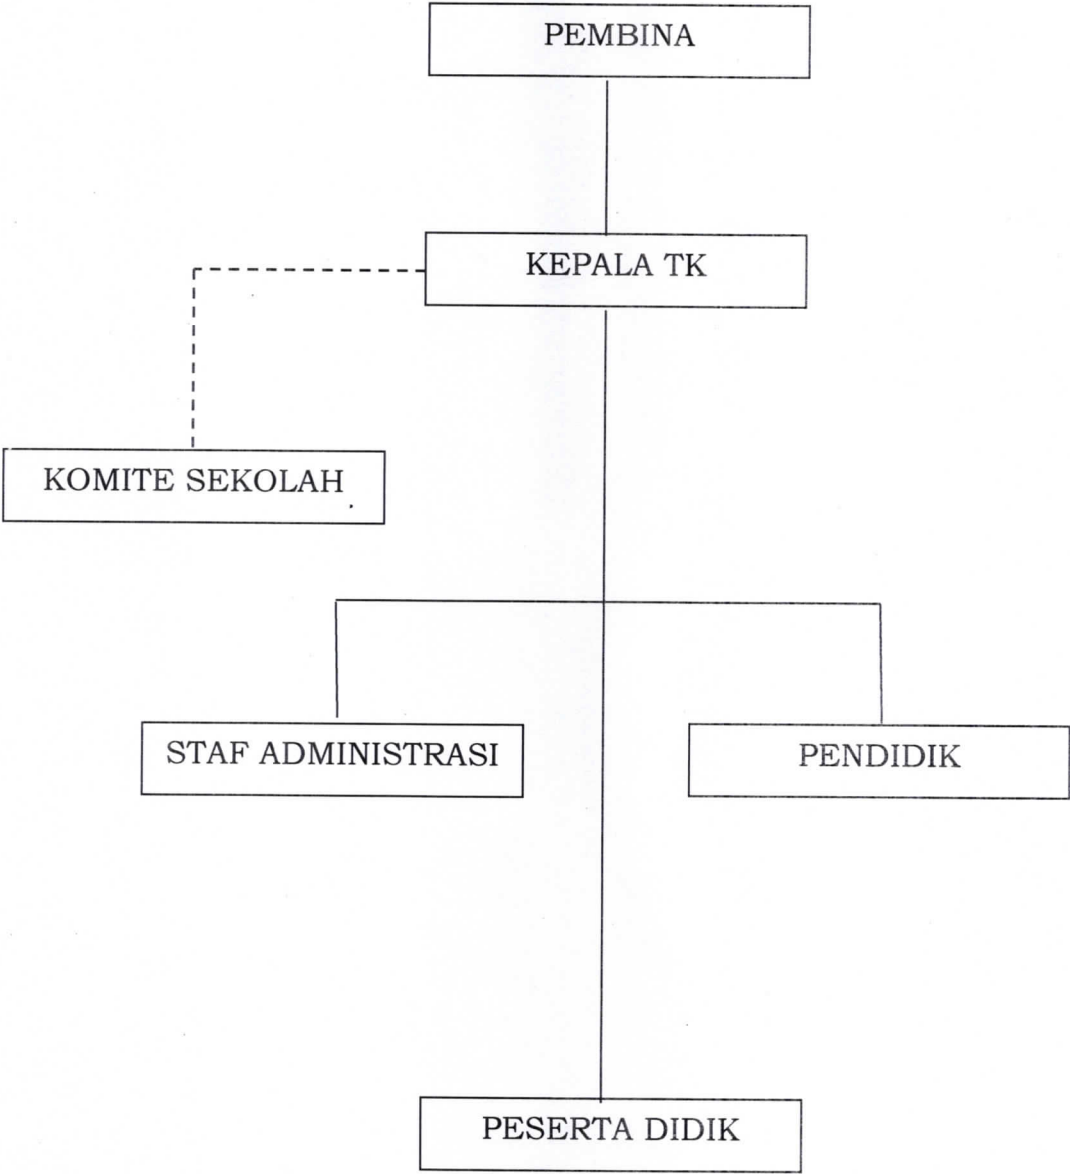 PEMBINA
KEPALA TK
KOMITE SEKOLAH
STAF ADMINISTRASI
PENDIDIK
PESERTA DIDIK